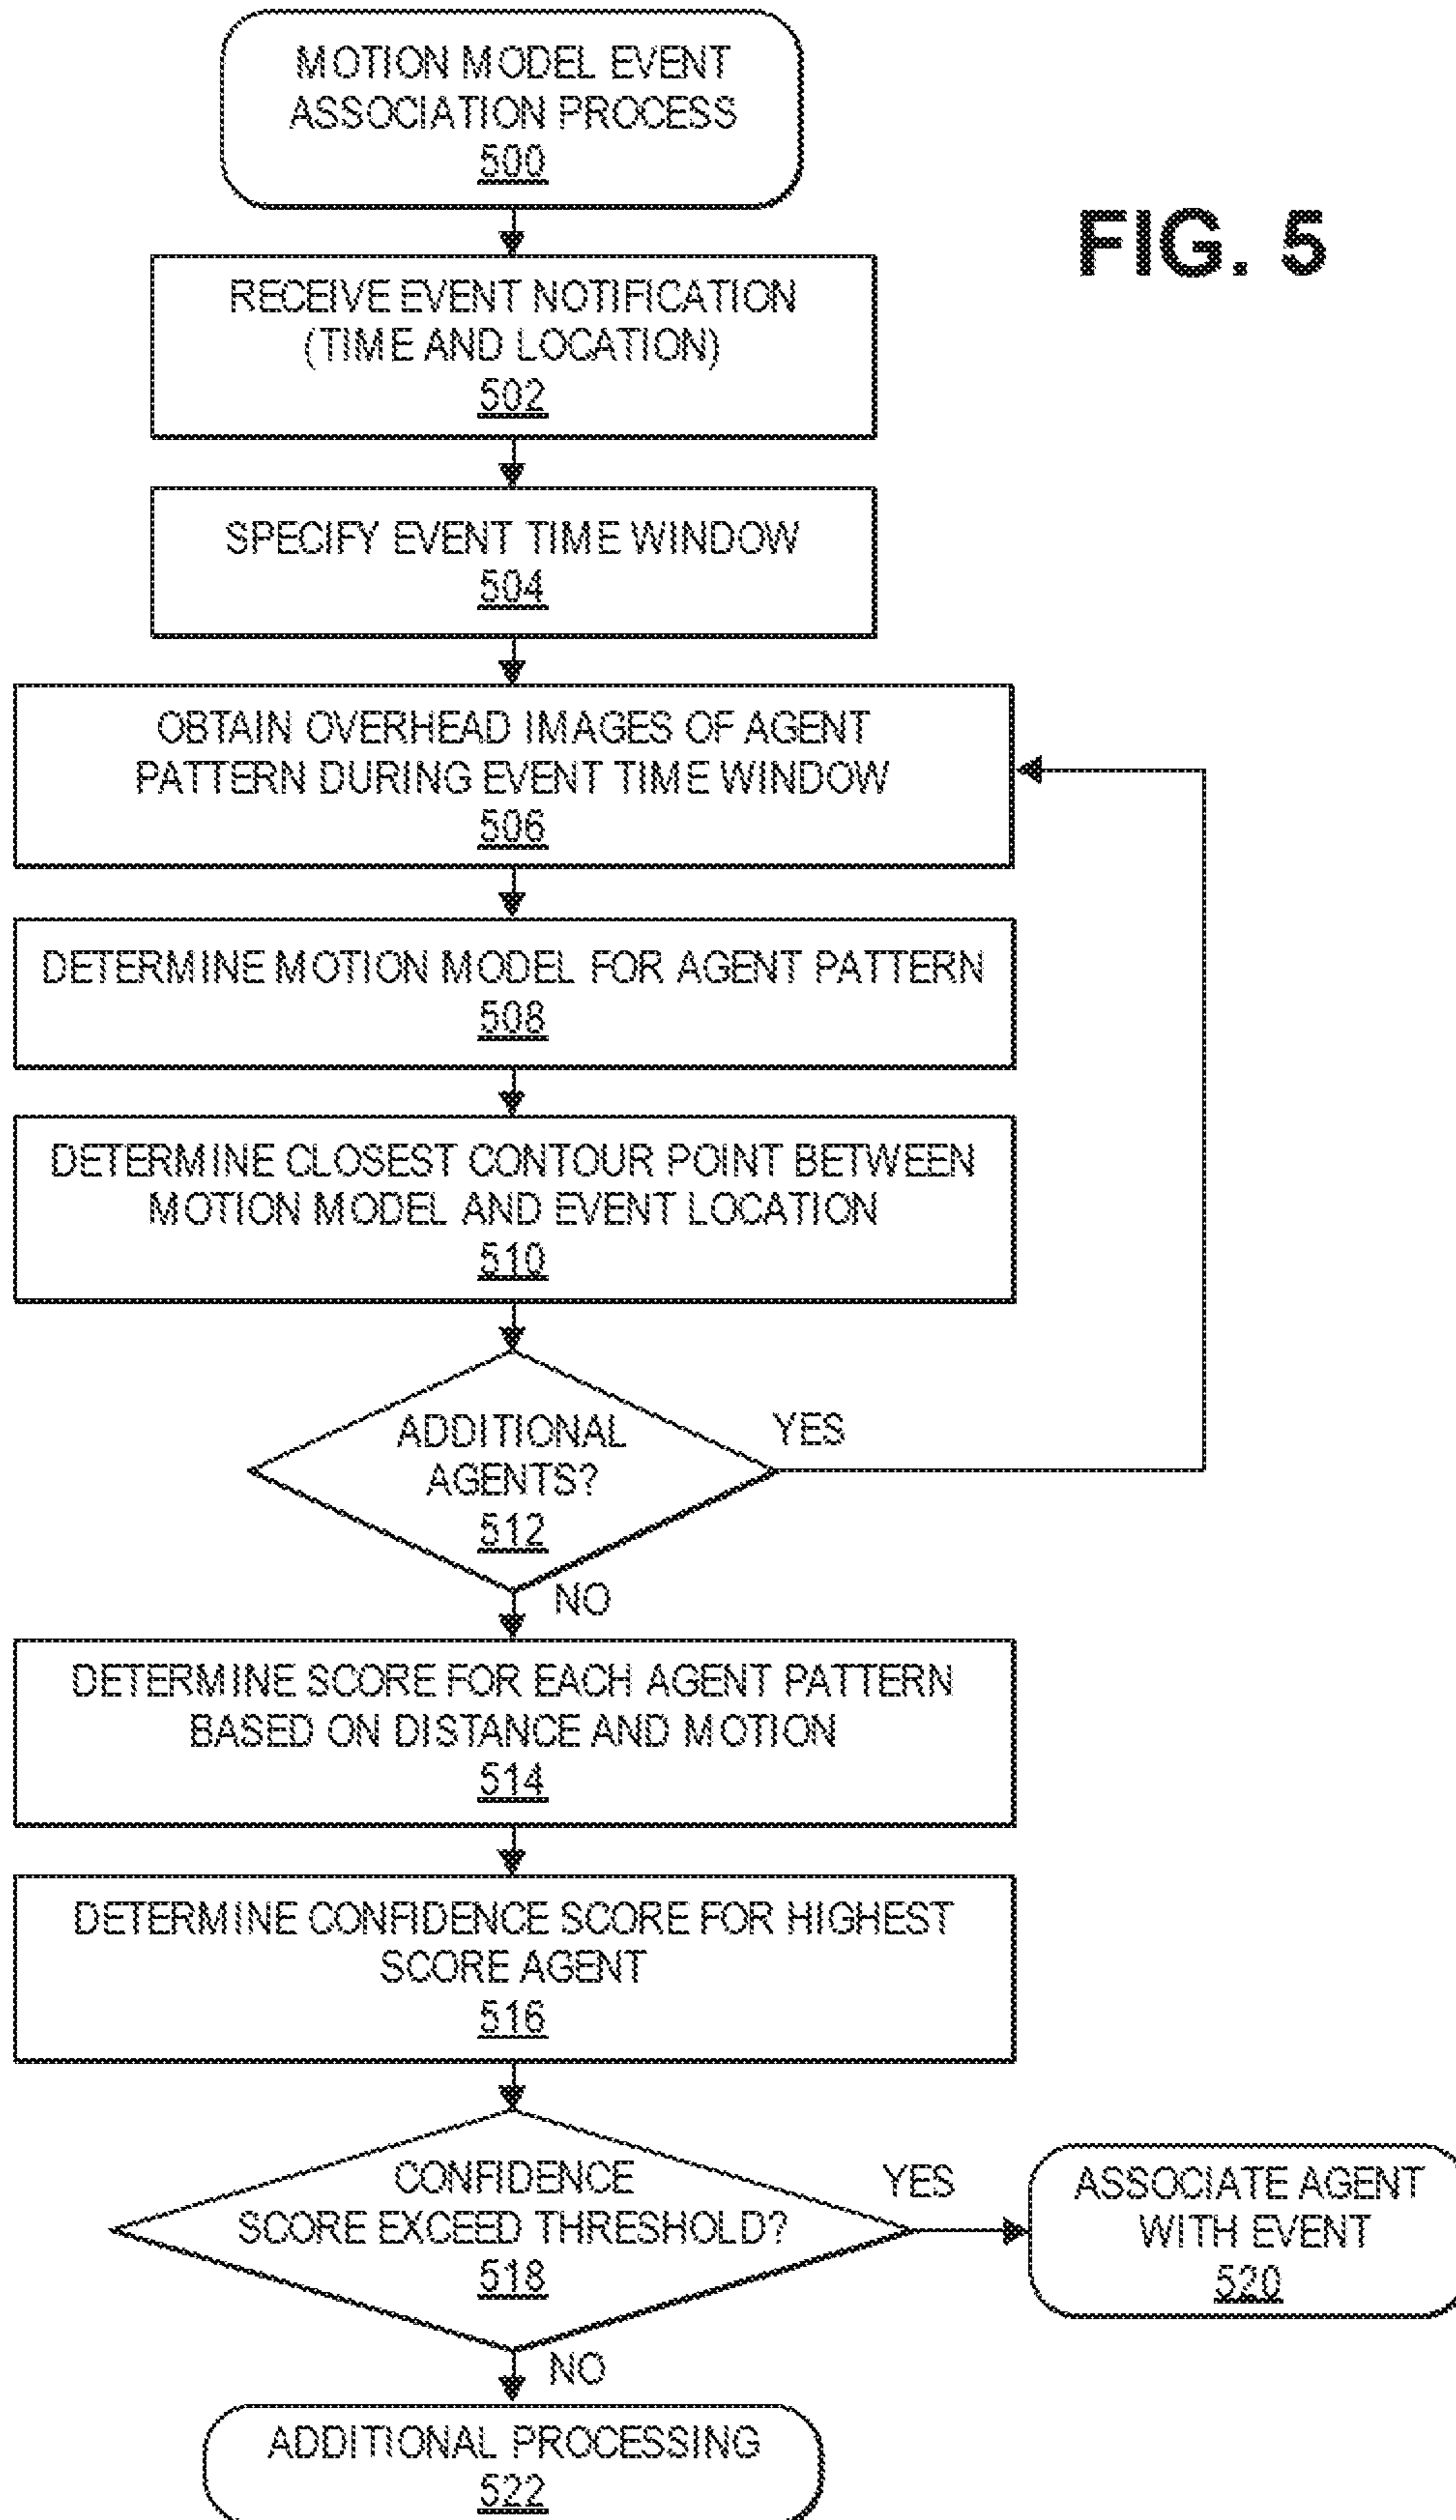 MOTION MODEL EVENT
ASSOCIATION PROCESS
500
FIG. 5
RECEIVE EVENT NOTIFICATION
(TIME AND LOCATION)
502
SPECIFY EVENT TIME WINDOW
504
OBTAIN OVERHEAD IMAGES OF AGENT
PATTERN DURING EVENT TIME WINDOW
506
DETERMINE MOTION MODEL FOR AGENT PATTERN
508
DETERMINE CLOSEST CONTOUR POINT BETWEEN
MOTION MODEL AND EVENT LOCATION
510
ADDITIONAL
AGENTS?
512
YES
NO
DETERMINE SCORE FOR EACH AGENT PATTERN
BASED ON DISTANCE AND MOTION
514
DETERMINE CONFIDENCE SCORE FOR HIGHEST
SCORE AGENT
516
CONFIDENCE
SCORE EXCEED THRESHOLD?
518
YES
ASSOCIATE AGENT
WITH EVENT
520
NO
ADDITIONAL PROCESSING
522